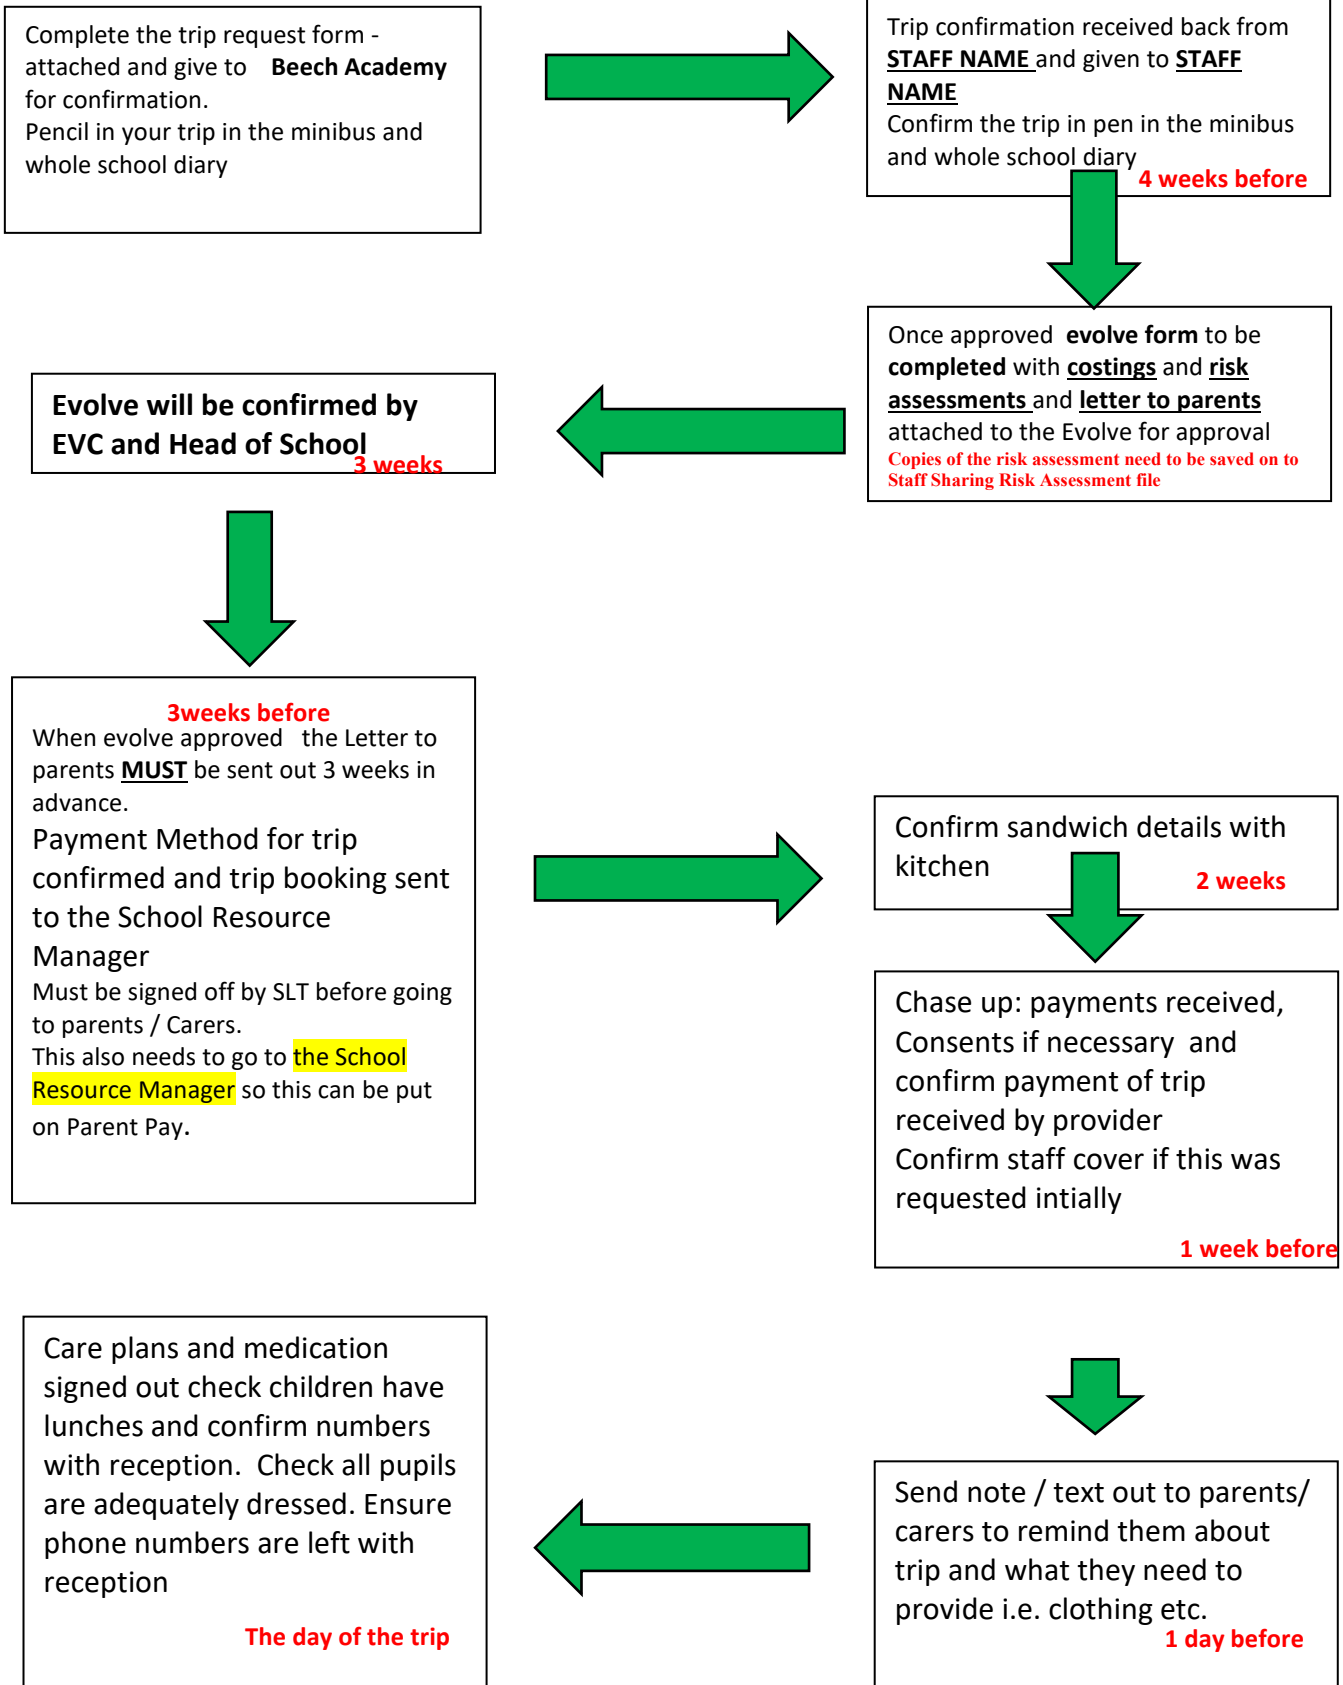 Complete the trip request form -
attached and give to Beech Academy
for confirmation.
Pencil in your trip in the minibus and
whole school diary
Trip confirmation received back from
STAFF NAME and given to STAFF
NAME
Confirm the trip in pen in the minibus
and whole school diary
4 weeks before
Once approved evolve form to be
completed with costings and risk
assessments and letter to parents
attached to the Evolve for approval
Copies of the risk assessment need to be saved on to
Staff Sharing Risk Assessment file
Evolve will be confirmed by
EVC and Head of School
3 weeks
3weeks before
When evolve approved the Letter to
parents MUST be sent out 3 weeks in
advance.
Payment Method for trip
confirmed and trip booking sent
to the School Resource
Manager
Must be signed off by SLT before going
to parents / Carers.
This also needs to go to the School
Resource Manager so this can be put
on Parent Pay.
Confirm sandwich details with
kitchen
2 weeks
Chase up: payments received,
Consents if necessary and
confirm payment of trip
received by provider
Confirm staff cover if this was
requested intially
1 week before
Send note / text out to parents/
carers to remind them about
trip and what they need to
provide i.e. clothing etc.
1 day before
Care plans and medication
signed out check children have
lunches and confirm numbers
with reception. Check all pupils
are adequately dressed. Ensure
phone numbers are left with
reception
The day of the trip